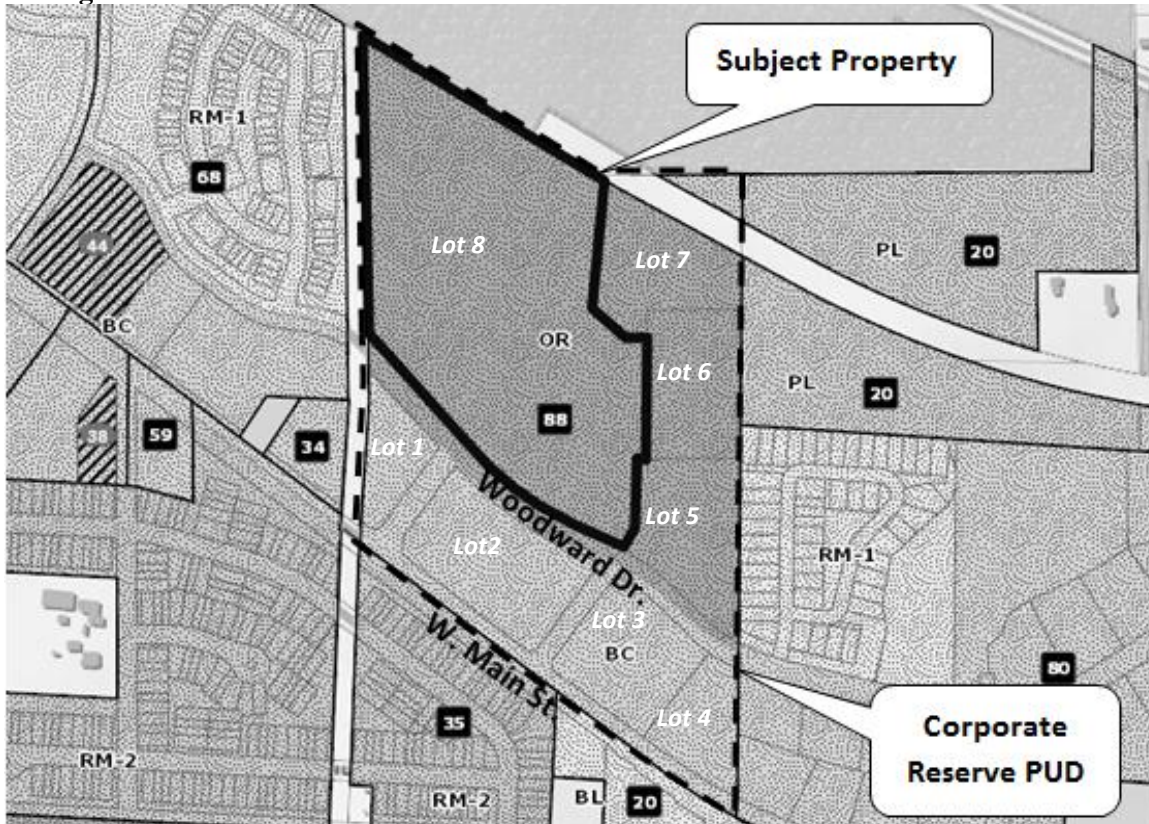 Subject Property
RM-1
68
44
Lot 8
Lot 7
PL
20
BC
OR
Lot 6
PL
20
88
38
59
34
Lot 1
Woodward Dr.
Lot 5
Lot2
RM-1
Lot 3
BC
W. Main St.
80
Lot 4
35
Corporate
Reserve PUD
RM-2
RM-2
BL
20